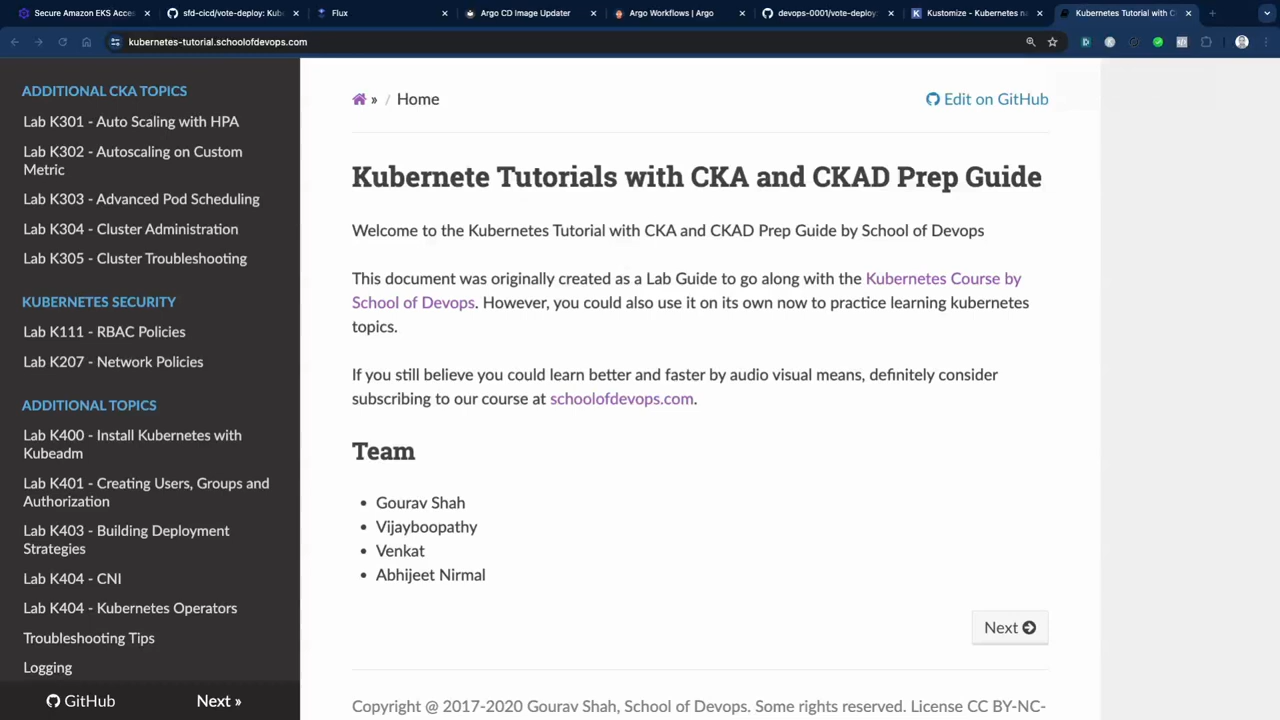 Secure Amazon EKS Acces
sfd-cicd/vote-deploy: Kub
Flux
Argo CD Image Updater
Argo Workflows | Argo
devops-0001/vote-deploy:
Kustomize - Kubernetes na
Kubernetes Tutorial with C
kubernetes-tutorial.schoolofdevops.com
ADDITIONAL CKA TOPICS
Lab K301 - Auto Scaling with HPA
Lab K302 - Autoscaling on Custom
Metric
Lab K303 - Advanced Pod Scheduling
Lab K304 - Cluster Administration
Lab K305 - Cluster Troubleshooting
KUBERNETES SECURITY
Lab K111 - RBAC Policies
Lab K207 - Network Policies
ADDITIONAL TOPICS
Lab K400 - Install Kubernetes with
Kubeadm
Lab K401 - Creating Users, Groups and
Authorization
Lab K403 - Building Deployment
Strategies
Lab K404 - CNI
Lab K404 - Kubernetes Operators
Troubleshooting Tips
Logging
GitHub
Next »
» / Home
Edit on GitHub
Kubernete Tutorials with CKA and CKAD Prep Guide
Welcome to the Kubernetes Tutorial with CKA and CKAD Prep Guide by School of Devops
This document was originally created as a Lab Guide to go along with the Kubernetes Course by
School of Devops. However, you could also use it on its own now to practice learning kubernetes
topics.
If you still believe you could learn better and faster by audio visual means, definitely consider
subscribing to our course at schoolofdevops.com.
Team
• Gourav Shah
• Vijayboopathy
• Venkat
• Abhijeet Nirmal
Next
Copyright @ 2017-2020 Gourav Shah, School of Devops. Some rights reserved. License CC BY-NC-